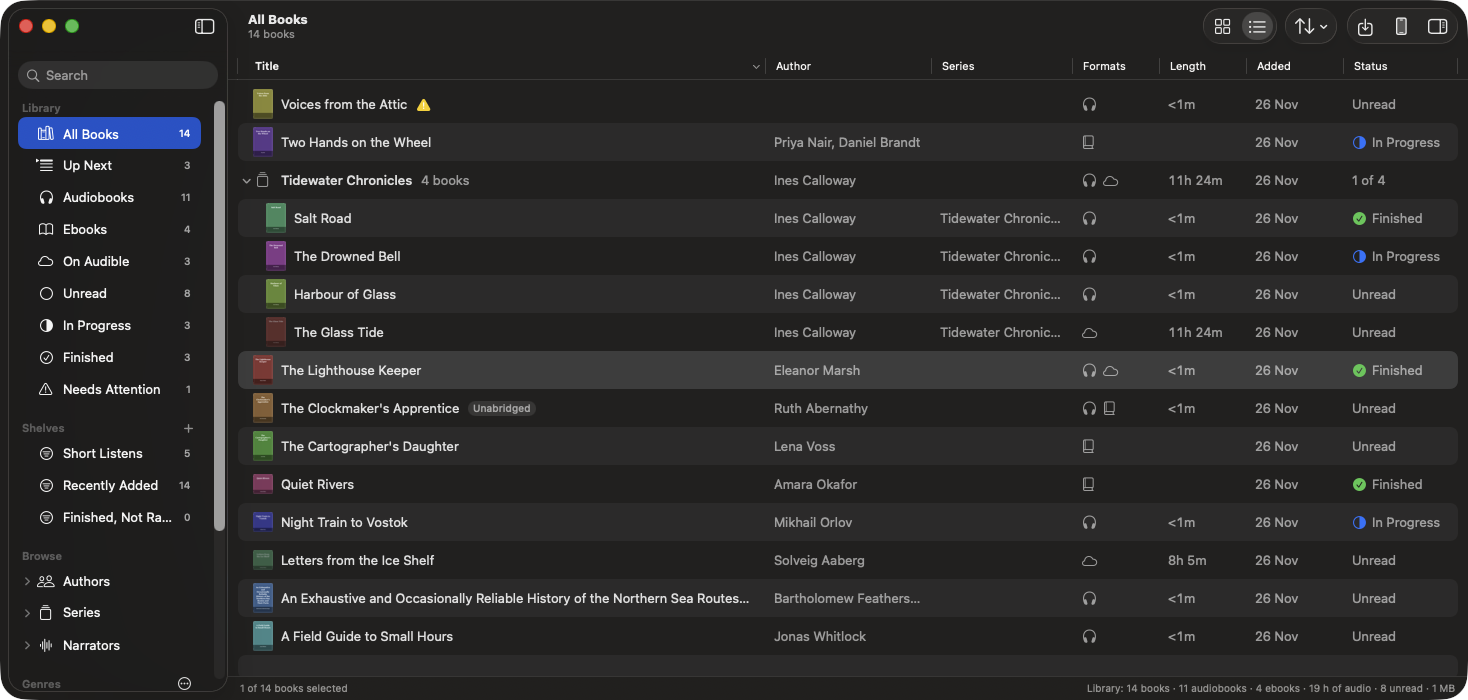 All Books
14 books
Search
Library
All Books 14
Up Next 3
Audiobooks 11
Ebooks 4
On Audible 3
Unread 8
In Progress 3
Finished 3
Needs Attention 1
Shelves
Short Listens 5
Recently Added 14
Finished, Not Ra... 0
Browse
Authors
Series
Narrators
Genres
Title Author Series Formats Length Added Status
Voices from the Attic <1m 26 Nov Unread
Two Hands on the Wheel Priya Nair, Daniel Brandt 26 Nov In Progress
Tidewater Chronicles 4 books Ines Calloway 11h 24m 26 Nov 1 of 4
Salt Road Ines Calloway Tidewater Chronic... <1m 26 Nov Finished
The Drowned Bell Ines Calloway Tidewater Chronic... <1m 26 Nov In Progress
Harbour of Glass Ines Calloway Tidewater Chronic... <1m 26 Nov Unread
The Glass Tide Ines Calloway Tidewater Chronic... 11h 24m 26 Nov Unread
The Lighthouse Keeper Eleanor Marsh <1m 26 Nov Finished
The Clockmaker's Apprentice Unabridged Ruth Abernathy <1m 26 Nov Unread
The Cartographer's Daughter Lena Voss 26 Nov Unread
Quiet Rivers Amara Okafor 26 Nov Finished
Night Train to Vostok Mikhail Orlov <1m 26 Nov In Progress
Letters from the Ice Shelf Solveig Aaberg 8h 5m 26 Nov Unread
An Exhaustive and Occasionally Reliable History of the Northern Sea Routes... Bartholomew Feathers... <1m 26 Nov Unread
A Field Guide to Small Hours Jonas Whitlock <1m 26 Nov Unread
1 of 14 books selected
Library: 14 books · 11 audiobooks · 4 ebooks · 19 h of audio · 8 unread · 1 MB